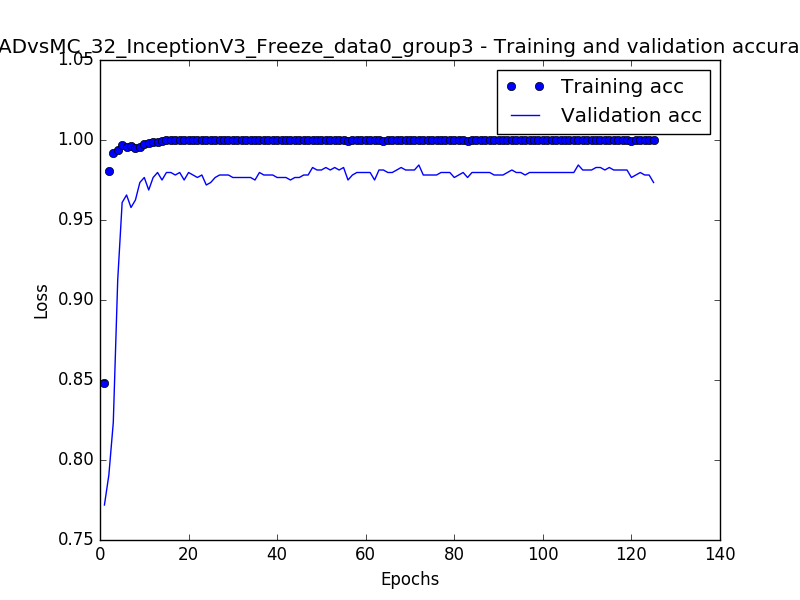 ADvsMC_32_InceptionV3_Freeze_data0_group3 - Training and validation accura
1.05
Training acc
Validation acc
1.00
0.95
0.90
Loss
0.85
0.80
0.75
0 20 40 60 80 100 120 140
Epochs